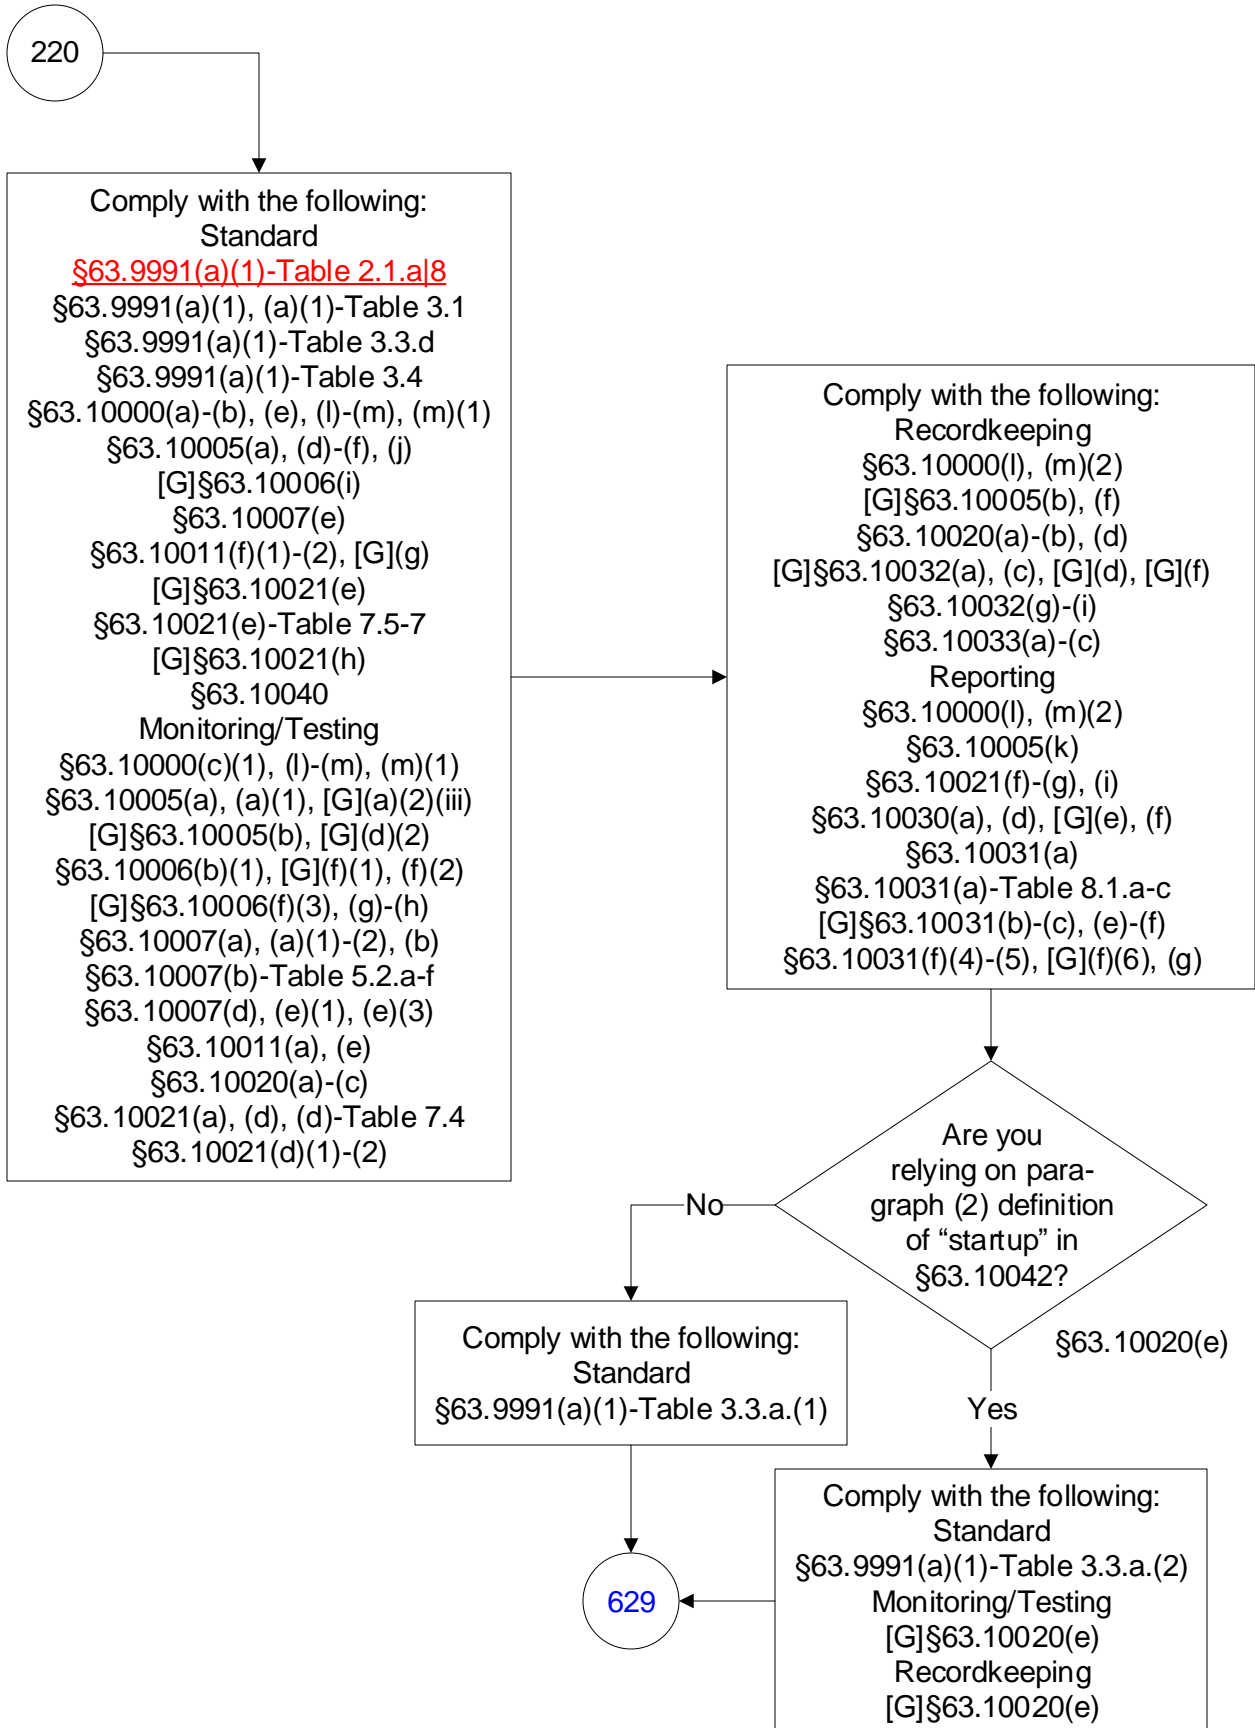 220
Comply with the following:
Standard
§63.9991(a)(1)-Table 2.1.a|8
§63.9991(a)(1), (a)(1)-Table 3.1
§63.9991(a)(1)-Table 3.3.d
§63.9991(a)(1)-Table 3.4
§63.10000(a)-(b), (e), (l)-(m), (m)(1)
§63.10005(a), (d)-(f), (j)
[G]§63.10006(i)
§63.10007(e)
§63.10011(f)(1)-(2), [G](g)
[G]§63.10021(e)
§63.10021(e)-Table 7.5-7
[G]§63.10021(h)
§63.10040
Monitoring/Testing
§63.10000(c)(1), (l)-(m), (m)(1)
§63.10005(a), (a)(1), [G](a)(2)(iii)
[G]§63.10005(b), [G](d)(2)
§63.10006(b)(1), [G](f)(1), (f)(2)
[G]§63.10006(f)(3), (g)-(h)
§63.10007(a), (a)(1)-(2), (b)
§63.10007(b)-Table 5.2.a-f
§63.10007(d), (e)(1), (e)(3)
§63.10011(a), (e)
§63.10020(a)-(c)
§63.10021(a), (d), (d)-Table 7.4
§63.10021(d)(1)-(2)
Comply with the following:
Recordkeeping
§63.10000(l), (m)(2)
[G]§63.10005(b), (f)
§63.10020(a)-(b), (d)
[G]§63.10032(a), (c), [G](d), [G](f)
§63.10032(g)-(i)
§63.10033(a)-(c)
Reporting
§63.10000(l), (m)(2)
§63.10005(k)
§63.10021(f)-(g), (i)
§63.10030(a), (d), [G](e), (f)
§63.10031(a)
§63.10031(a)-Table 8.1.a-c
[G]§63.10031(b)-(c), (e)-(f)
§63.10031(f)(4)-(5), [G](f)(6), (g)
Are you
relying on para-
graph (2) definition
of “startup” in
§63.10042?
§63.10020(e)
No
Yes
Comply with the following:
Standard
§63.9991(a)(1)-Table 3.3.a.(1)
Comply with the following:
Standard
§63.9991(a)(1)-Table 3.3.a.(2)
Monitoring/Testing
[G]§63.10020(e)
Recordkeeping
[G]§63.10020(e)
629